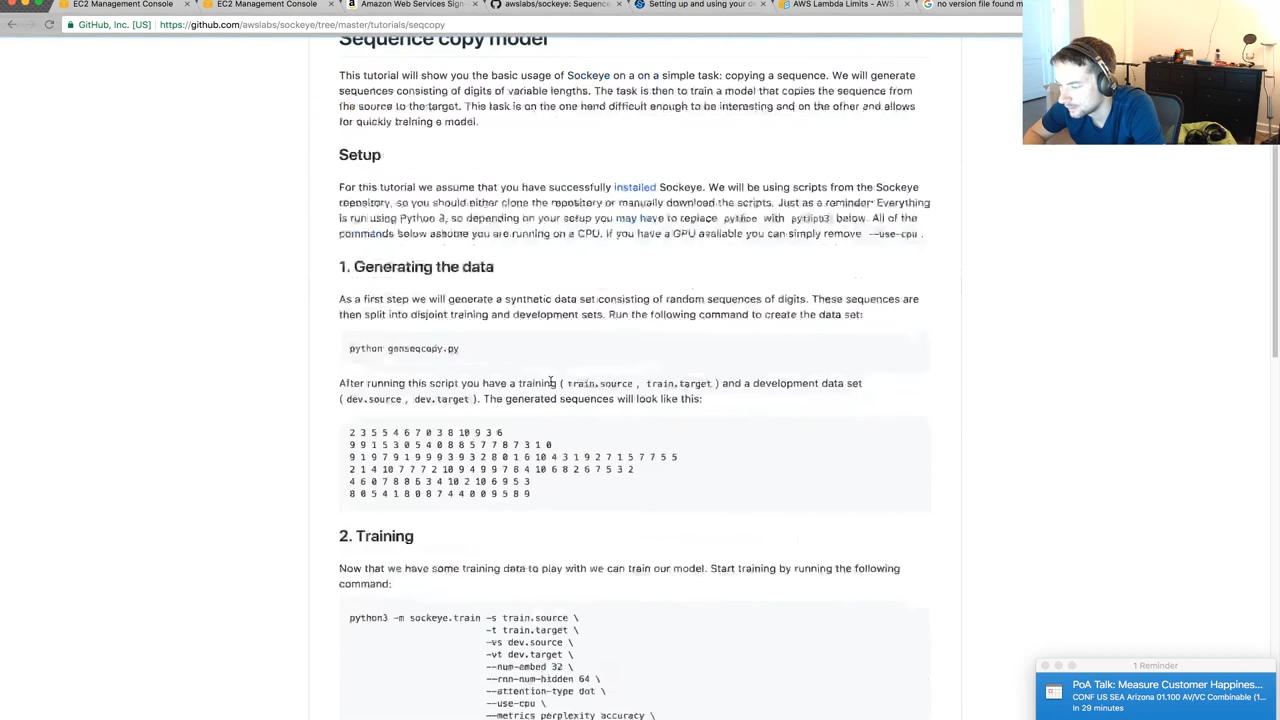 EC2 Management Console
EC2 Management Console
Amazon Web Services Sign
awslabs/sockeye: Sequence
Setting up and using your
AWS Lambda Limits - AWS L
no version file found m
GitHub, Inc. [US]
https://github.com/awslabs/sockeye/tree/master/tutorials/seqcopy
Sequence copy model
This tutorial will show you the basic usage of Sockeye on a on a simple task: copying a sequence. We will generate
sequences consisting of digits of variable lengths. The task is then to train a model that copies the sequence from
the source to the target. This task is on the one hand difficult enough to be interesting and on the other and allows
for quickly training a model.
Setup
For this tutorial we assume that you have successfully installed Sockeye. We will be using scripts from the Sockeye
repository, so you should either clone the repository or manually download the scripts. Just as a reminder: Everything
is run using Python 3, so depending on your setup you may have to replace python with python3 below. All of the
commands below assume you are running on a CPU. If you have a GPU available you can simply remove --use-cpu .
1. Generating the data
As a first step we will generate a synthetic data set consisting of random sequences of digits. These sequences are
then split into disjoint training and development sets. Run the following command to create the data set:
python genseqcopy.py
After running this script you have a training ( train.source , train.target ) and a development data set
( dev.source , dev.target ). The generated sequences will look like this:
2 3 5 5 4 6 7 0 3 8 10 9 3 6
9 9 1 5 3 0 5 4 0 8 8 5 7 7 8 7 3 1 0
9 1 9 7 9 1 9 9 9 3 9 3 2 8 0 1 6 10 4 3 1 9 2 7 1 5 7 7 5 5
2 1 4 10 7 7 7 2 10 9 4 9 9 7 8 4 10 6 8 2 6 7 5 3 2
4 6 0 7 8 8 6 3 4 10 2 10 6 9 5 3
8 0 5 4 1 8 0 8 7 4 4 0 0 9 5 8 9
2. Training
Now that we have some training data to play with we can train our model. Start training by running the following
command:
python3 -m sockeye.train -s train.source \
-t train.target \
-vs dev.source \
-vt dev.target \
--num-embed 32 \
--rnn-num-hidden 64 \
--attention-type dot \
--use-cpu \
--metrics perplexity accuracy \
1 Reminder
PoA Talk: Measure Customer Happines...
CONF US SEA Arizona 01.100 AV/VC Combinable (1...
In 29 minutes